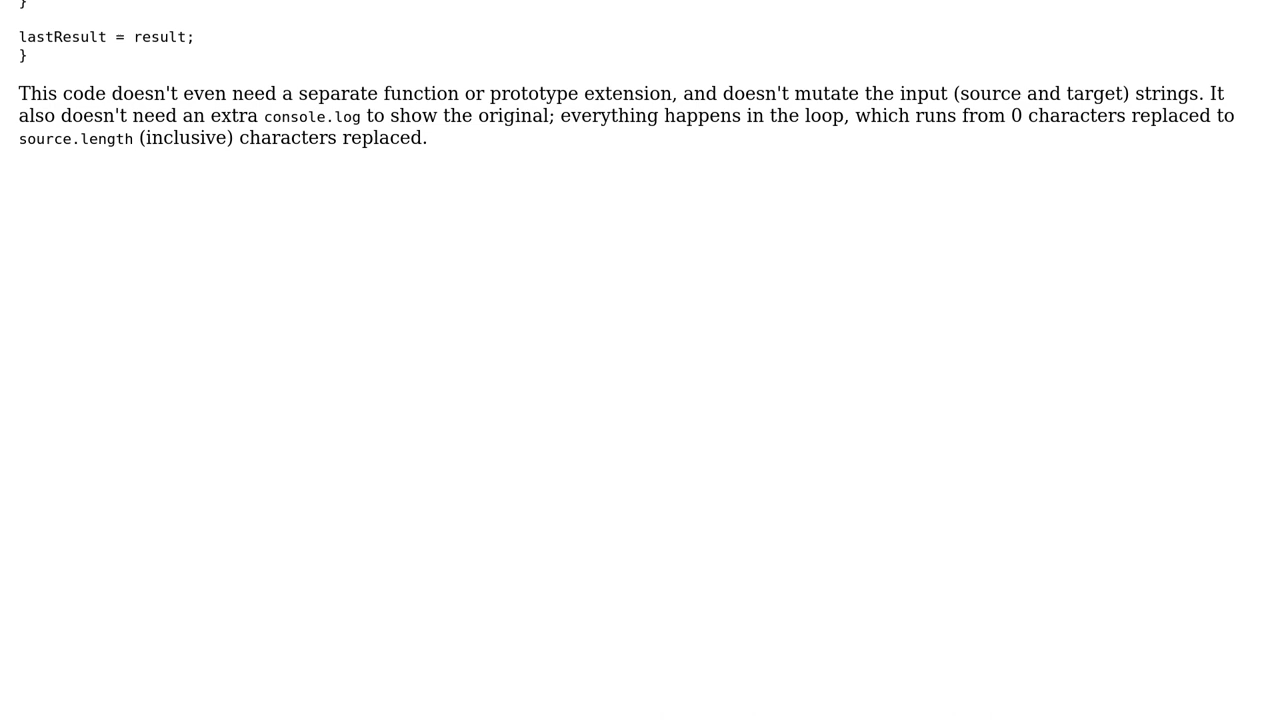 }
lastResult = result;
}
This code doesn't even need a separate function or prototype extension, and doesn't mutate the input (source and target) strings. It
also doesn't need an extra console.log to show the original; everything happens in the loop, which runs from 0 characters replaced to
source.length (inclusive) characters replaced.